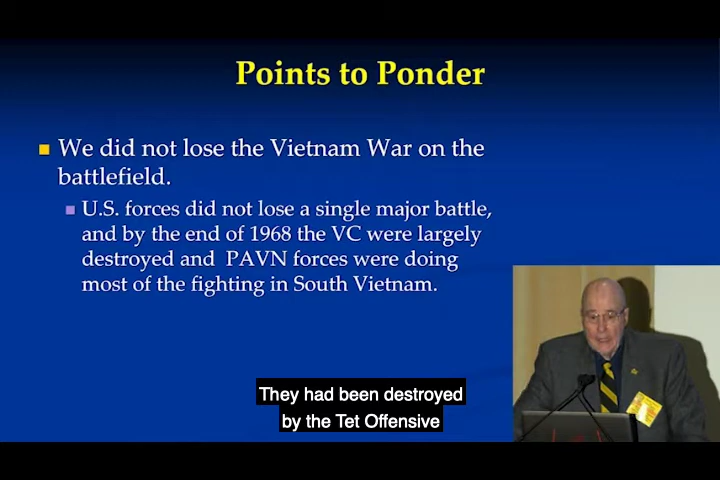 Points to Ponder
We did not lose the Vietnam War on the
battlefield.
U.S. forces did not lose a single major battle,
and by the end of 1968 the VC were largely
destroyed and PAVN forces were doing
most of the fighting in South Vietnam.
They had been destroyed
by the Tet Offensive